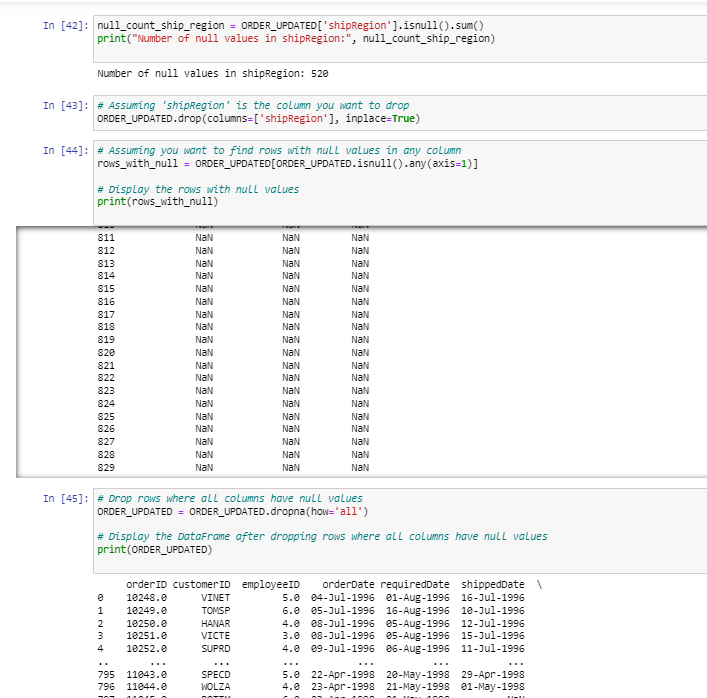 In [42]: null_count_ship_region = ORDER_UPDATED['shipRegion'].isnull().sum()
print("Number of null values in shipRegion:", null_count_ship_region)
Number of null values in shipRegion: 520
In [43]: # Assuming 'shipRegion' is the column you want to drop
ORDER_UPDATED.drop(columns=['shipRegion'], inplace=True)
In [44]: # Assuming you want to find rows with null values in any column
rows_with_null = ORDER_UPDATED[ORDER_UPDATED.isnull().any(axis=1)]
# Display the rows with null values
print(rows_with_null)
811 NaN NaN NaN
812 NaN NaN NaN
813 NaN NaN NaN
814 NaN NaN NaN
815 NaN NaN NaN
816 NaN NaN NaN
817 NaN NaN NaN
818 NaN NaN NaN
819 NaN NaN NaN
820 NaN NaN NaN
821 NaN NaN NaN
822 NaN NaN NaN
823 NaN NaN NaN
824 NaN NaN NaN
825 NaN NaN NaN
826 NaN NaN NaN
827 NaN NaN NaN
828 NaN NaN NaN
829 NaN NaN NaN
In [45]: # Drop rows where all columns have null values
ORDER_UPDATED = ORDER_UPDATED.dropna(how='all')
# Display the DataFrame after dropping rows where all columns have null values
print(ORDER_UPDATED)
orderID customerID employeeID orderDate requiredDate shippedDate \
0 10248.0 VINET 5.0 04-Jul-1996 01-Aug-1996 16-Jul-1996
1 10249.0 TOMSP 6.0 05-Jul-1996 16-Aug-1996 10-Jul-1996
2 10250.0 HANAR 4.0 08-Jul-1996 05-Aug-1996 12-Jul-1996
3 10251.0 VICTE 3.0 08-Jul-1996 05-Aug-1996 15-Jul-1996
4 10252.0 SUPRD 4.0 09-Jul-1996 06-Aug-1996 11-Jul-1996
.. ... ... ... ... ... ...
795 11043.0 SPECD 5.0 22-Apr-1998 20-May-1998 29-Apr-1998
796 11044.0 WOLZA 4.0 23-Apr-1998 21-May-1998 01-May-1998